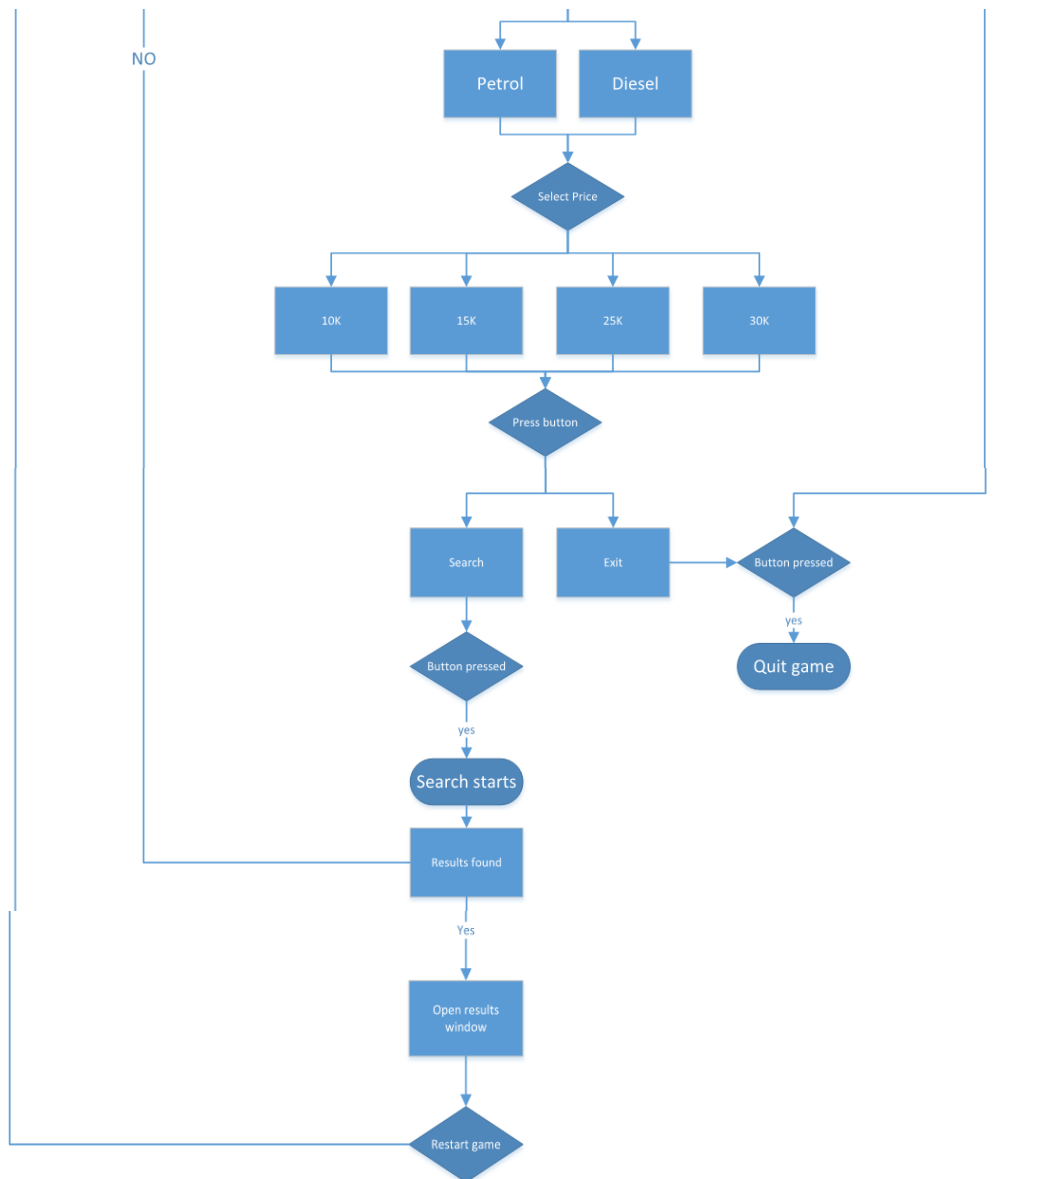 NO
Petrol
Diesel
Select Price
10K
15K
25K
30K
Press button
Search
Exit
Button pressed
yes
Button pressed
Quit game
yes
Search starts
Results found
Yes
Open results
window
Restart game